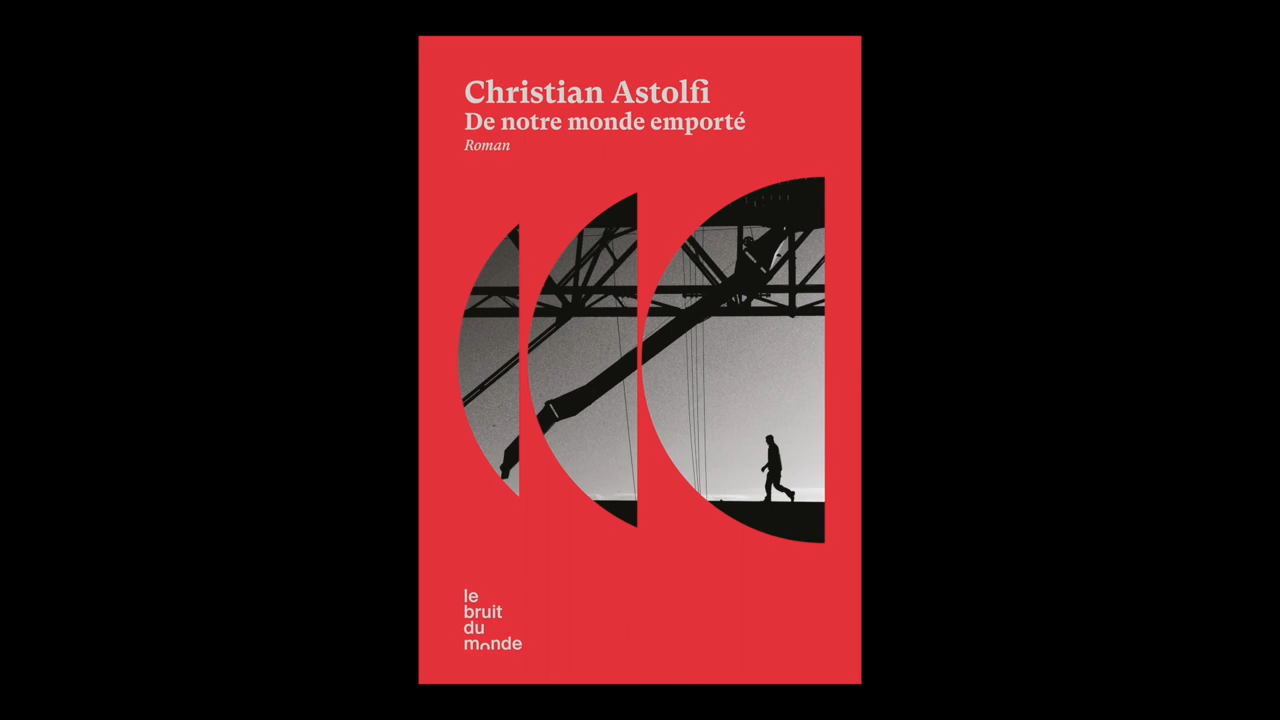 Christian Astolfi
De notre monde emporté
Roman
le
bruit
du
monde